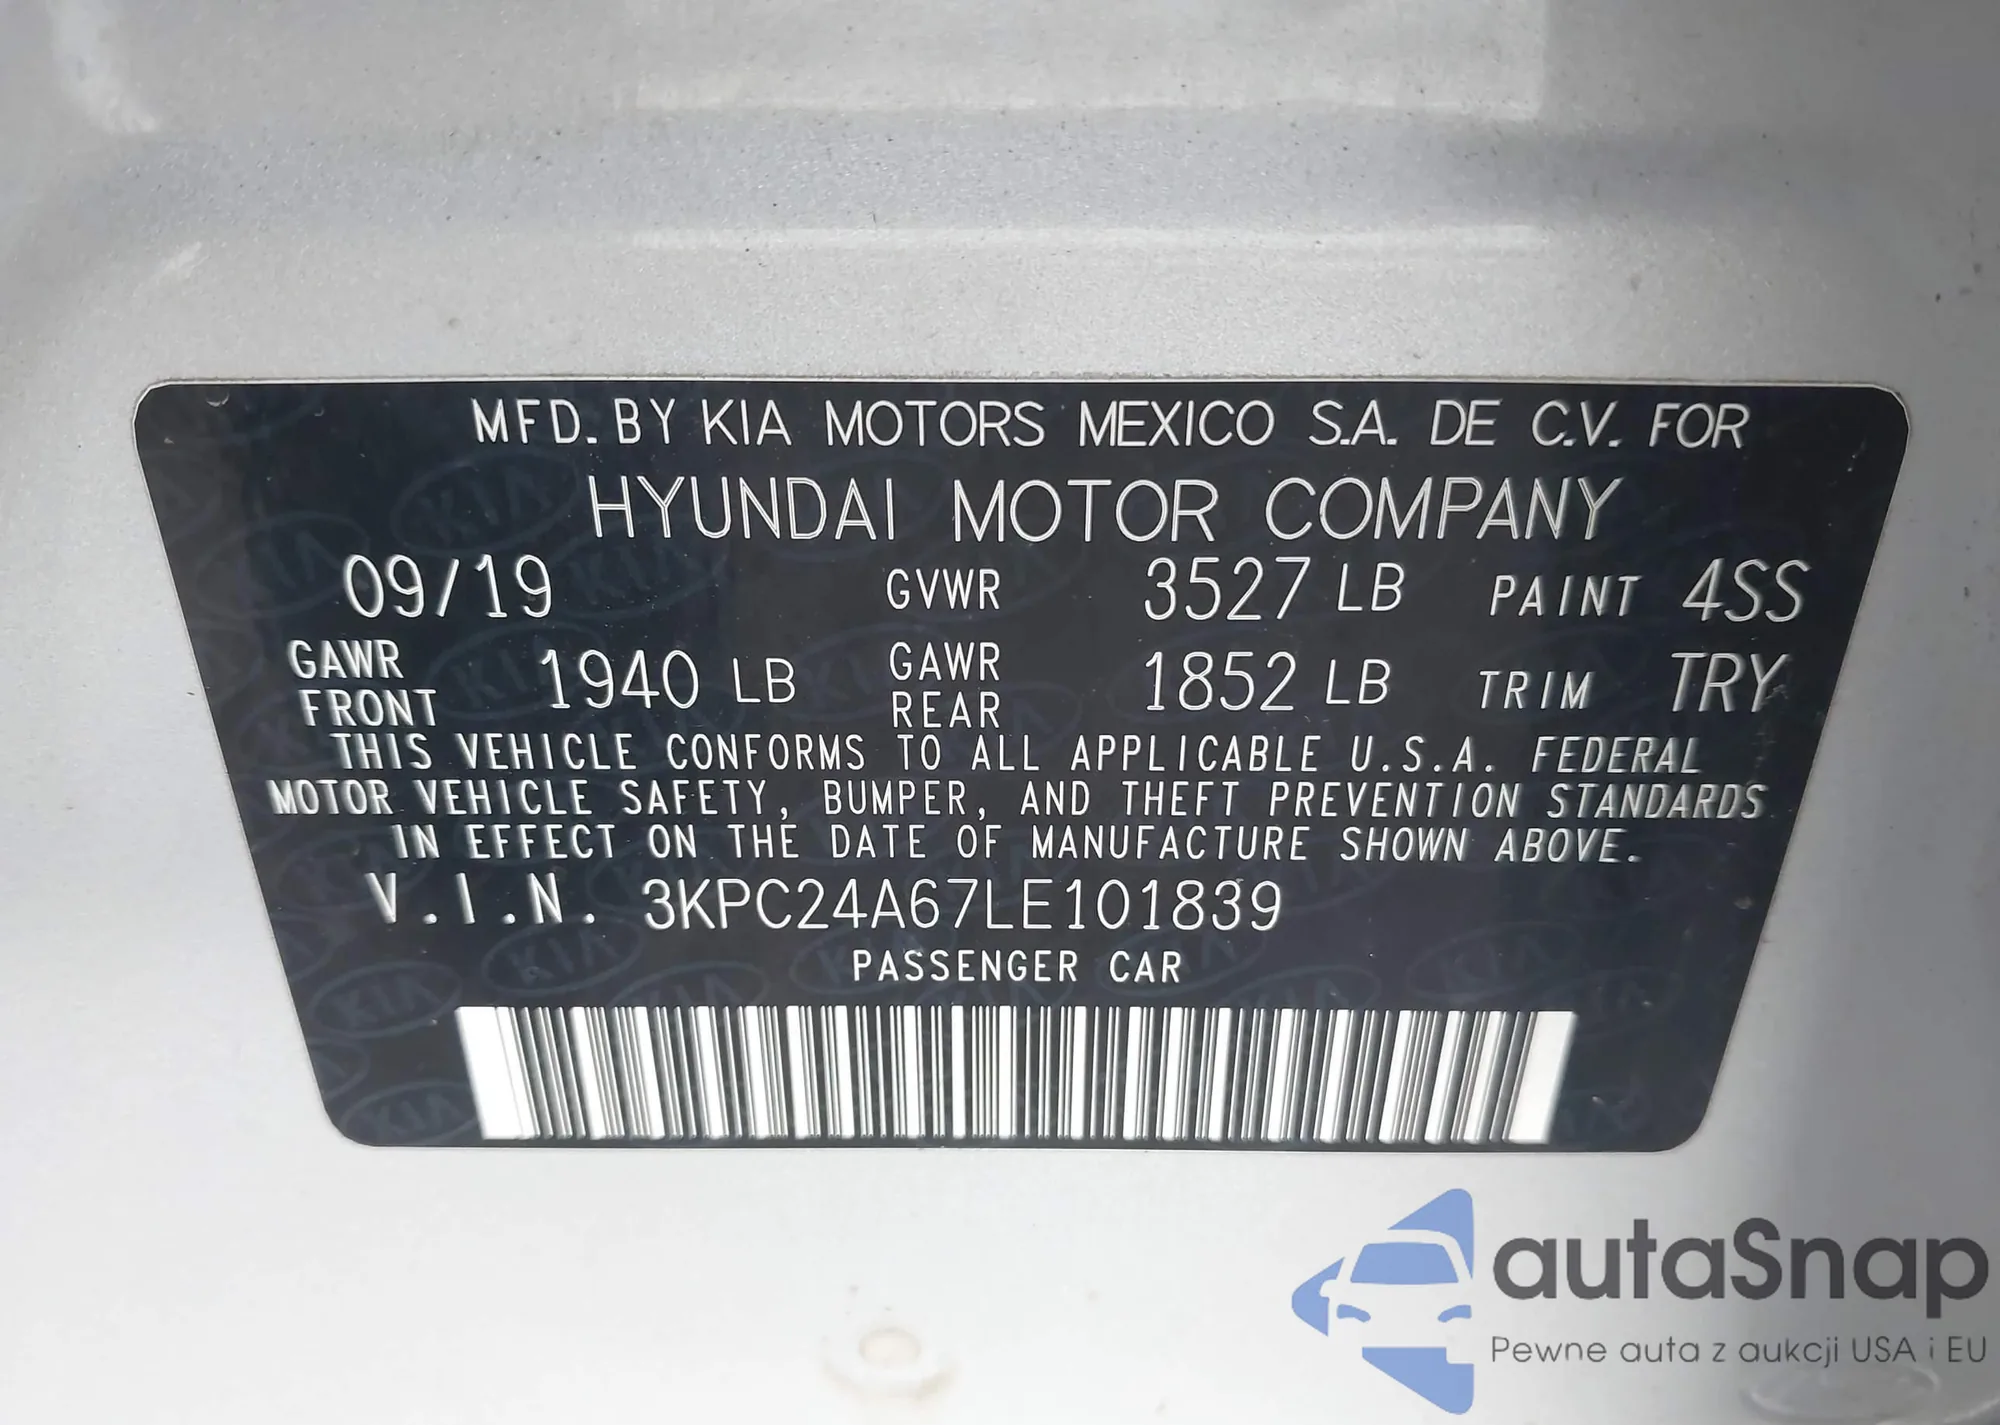 MFD. BY KIA MOTORS MEXICO S.A. DE C.V. FOR
HYUNDAI MOTOR COMPANY
09/19 GVWR 3527 LB PAINT 4SS
GAWR FRONT 1940 LB GAWR REAR 1852 LB TRIM TRY
THIS VEHICLE CONFORMS TO ALL APPLICABLE U.S.A. FEDERAL
MOTOR VEHICLE SAFETY, BUMPER, AND THEFT PREVENTION STANDARDS
IN EFFECT ON THE DATE OF MANUFACTURE SHOWN ABOVE.
V.I.N. 3KPC24A67LE101839
PASSENGER CAR
autaSnap
Pewne auta z aukcji USA i EU